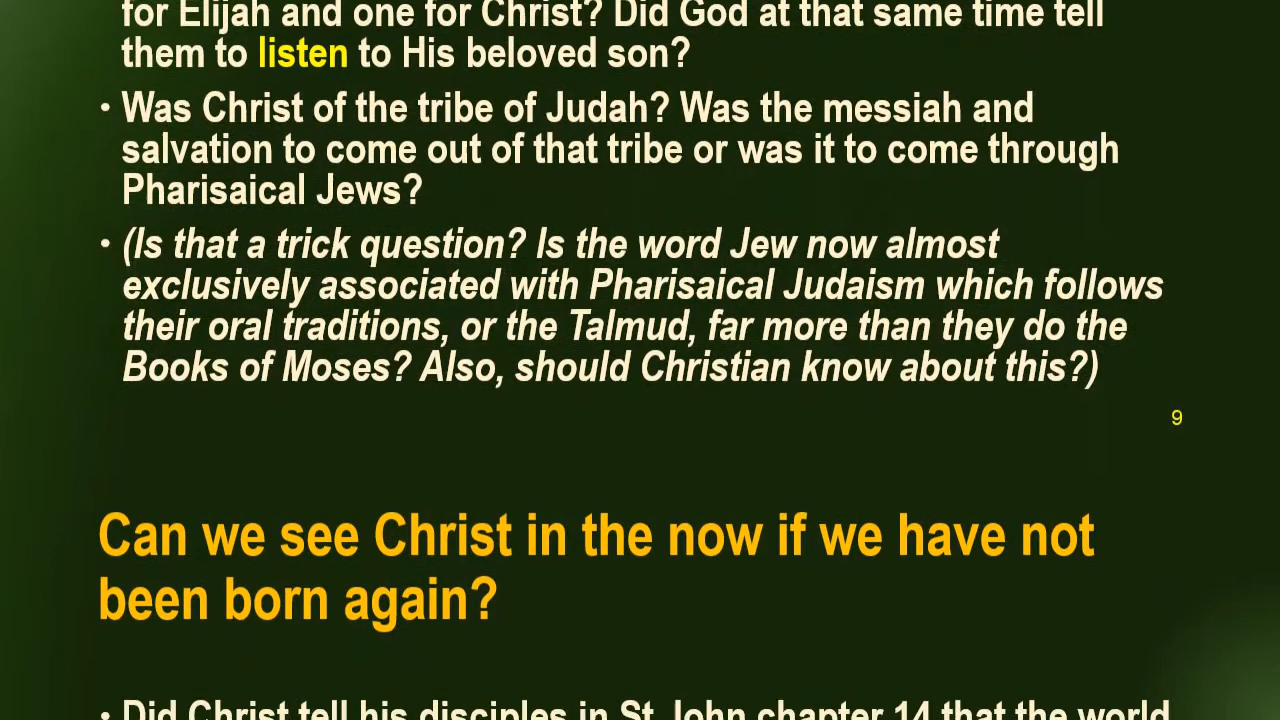 for Elijah and one for Christ? Did God at that same time tell
them to listen to His beloved son?
• Was Christ of the tribe of Judah? Was the messiah and
salvation to come out of that tribe or was it to come through
Pharisaical Jews?
• (Is that a trick question? Is the word Jew now almost
exclusively associated with Pharisaical Judaism which follows
their oral traditions, or the Talmud, far more than they do the
Books of Moses? Also, should Christian know about this?)
9
Can we see Christ in the now if we have not
been born again?
• Did Christ tell his disciples in St. John chapter 14 that the world